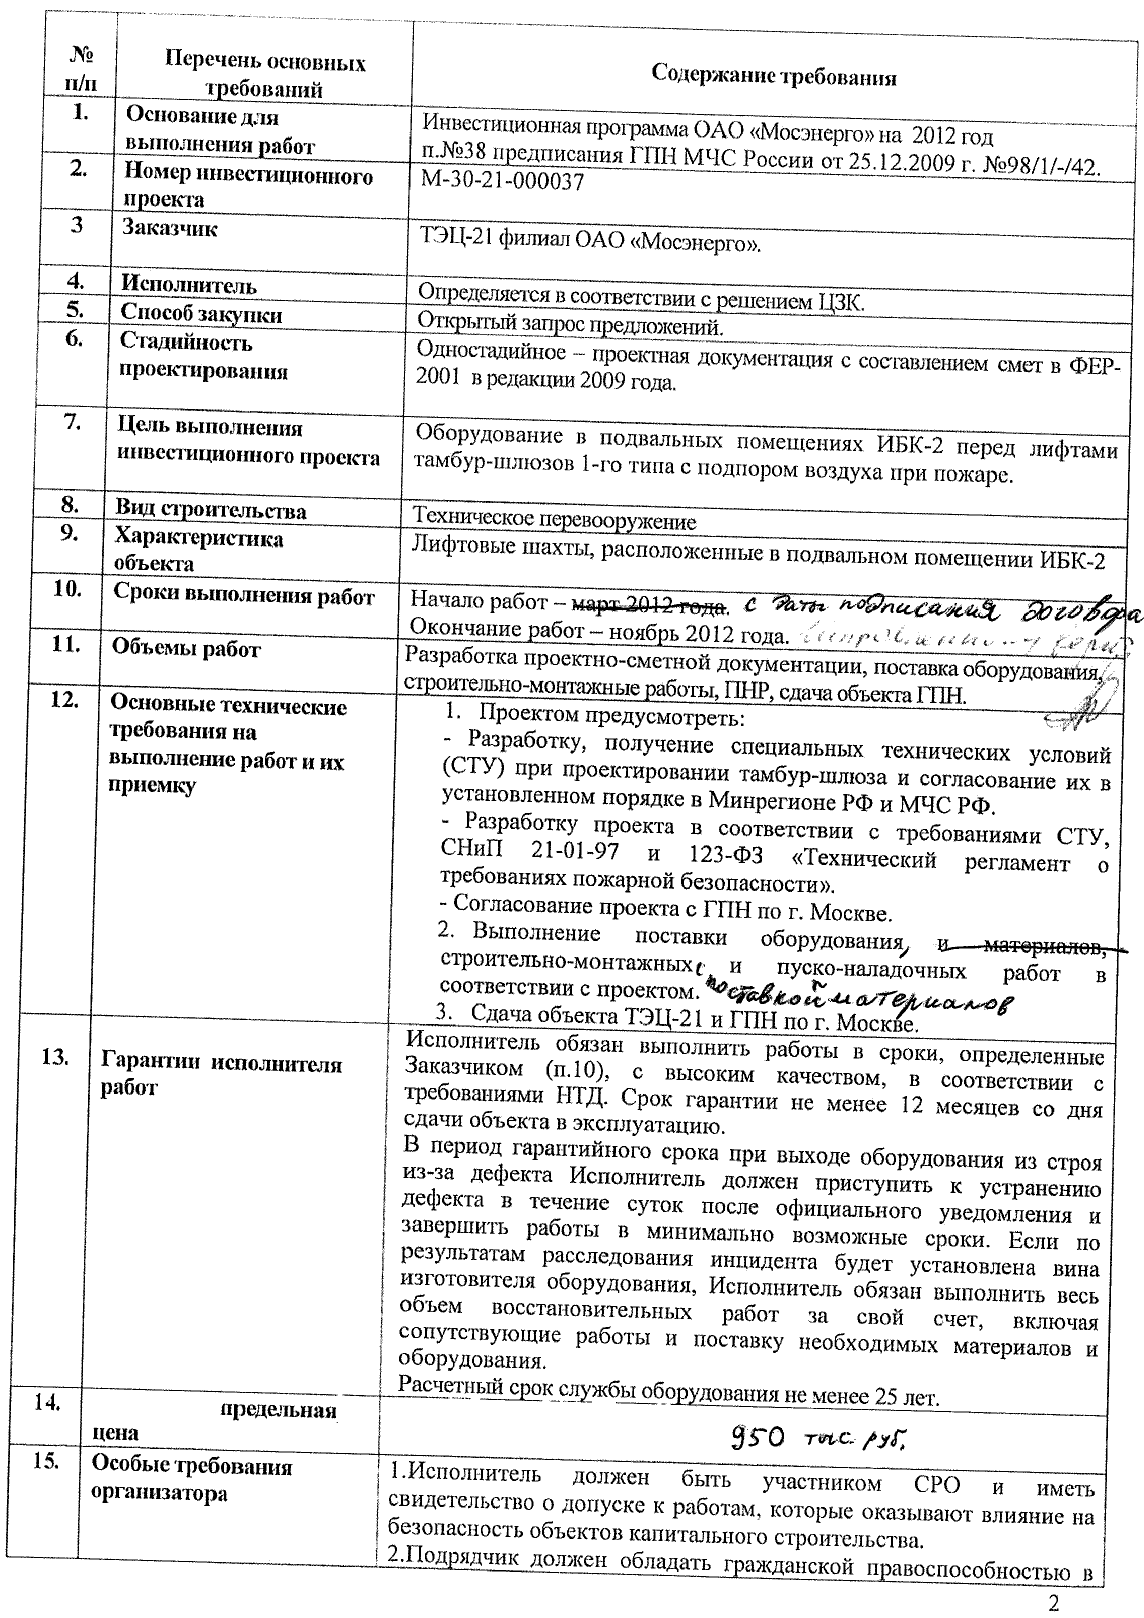 № п/п
Перечень основных требований
Содержание требования
1.
Основание для
выполнения работ
Инвестиционная программа ОАО «Мосэнерго» на 2012 год
п.№38 предписания ГПН МЧС России от 25.12.2009 г. №98/1/-/42.
2.
Номер инвестиционного
проекта
М-30-21-000037
3
Заказчик
ТЭЦ-21 филиал ОАО «Мосэнерго».
4.
Исполнитель
Определяется в соответствии с решением ЦЗК.
5.
Способ закупки
Открытый запрос предложений.
6.
Стадийность
проектирования
Одностадийное – проектная документация с составлением смет в ФЕР-
2001 в редакции 2009 года.
7.
Цель выполнения
инвестиционного проекта
Оборудование в подвальных помещениях ИБК-2 перед лифтами
тамбур-шлюзов 1-го типа с подпором воздуха при пожаре.
8.
Вид строительства
Техническое перевооружение
9.
Характеристика
объекта
Лифтовые шахты, расположенные в подвальном помещении ИБК-2
10.
Сроки выполнения работ
Начало работ – март 2012 года. с даты подписания договора
Окончание работ – ноябрь 2012 года.
11.
Объемы работ
Разработка проектно-сметной документации, поставка оборудования,
строительно-монтажные работы, ПНР, сдача объекта ГПН.
12.
Основные технические
требования на
выполнение работ и их
приемку
1. Проектом предусмотреть:
- Разработку, получение специальных технических условий
(СТУ) при проектировании тамбур-шлюза и согласование их в
установленном порядке в Минрегионе РФ и МЧС РФ.
- Разработку проекта в соответствии с требованиями СТУ,
СНиП 21-01-97 и 123-ФЗ «Технический регламент о
требованиях пожарной безопасности».
- Согласование проекта с ГПН по г. Москве.
2. Выполнение поставки оборудования, и материалов,
строительно-монтажных с и пуско-наладочных работ в
соответствии с проектом. поставкой материалов
3. Сдача объекта ТЭЦ-21 и ГПН по г. Москве.
13.
Гарантии исполнителя
работ
Исполнитель обязан выполнить работы в сроки, определенные
Заказчиком (п.10), с высоким качеством, в соответствии с
требованиями НТД. Срок гарантии не менее 12 месяцев со дня
сдачи объекта в эксплуатацию.
В период гарантийного срока при выходе оборудования из строя
из-за дефекта Исполнитель должен приступить к устранению
дефекта в течение суток после официального уведомления и
завершить работы в минимально возможные сроки. Если по
результатам расследования инцидента будет установлена вина
изготовителя оборудования, Исполнитель обязан выполнить весь
объем восстановительных работ за свой счет, включая
сопутствующие работы и поставку необходимых материалов и
оборудования.
Расчетный срок службы оборудования не менее 25 лет.
14.
предельная
цена
950 тыс. руб.
15.
Особые требования
организатора
1.Исполнитель должен быть участником СРО и иметь
свидетельство о допуске к работам, которые оказывают влияние на
безопасность объектов капитального строительства.
2.Подрядчик должен обладать гражданской правоспособностью в
2